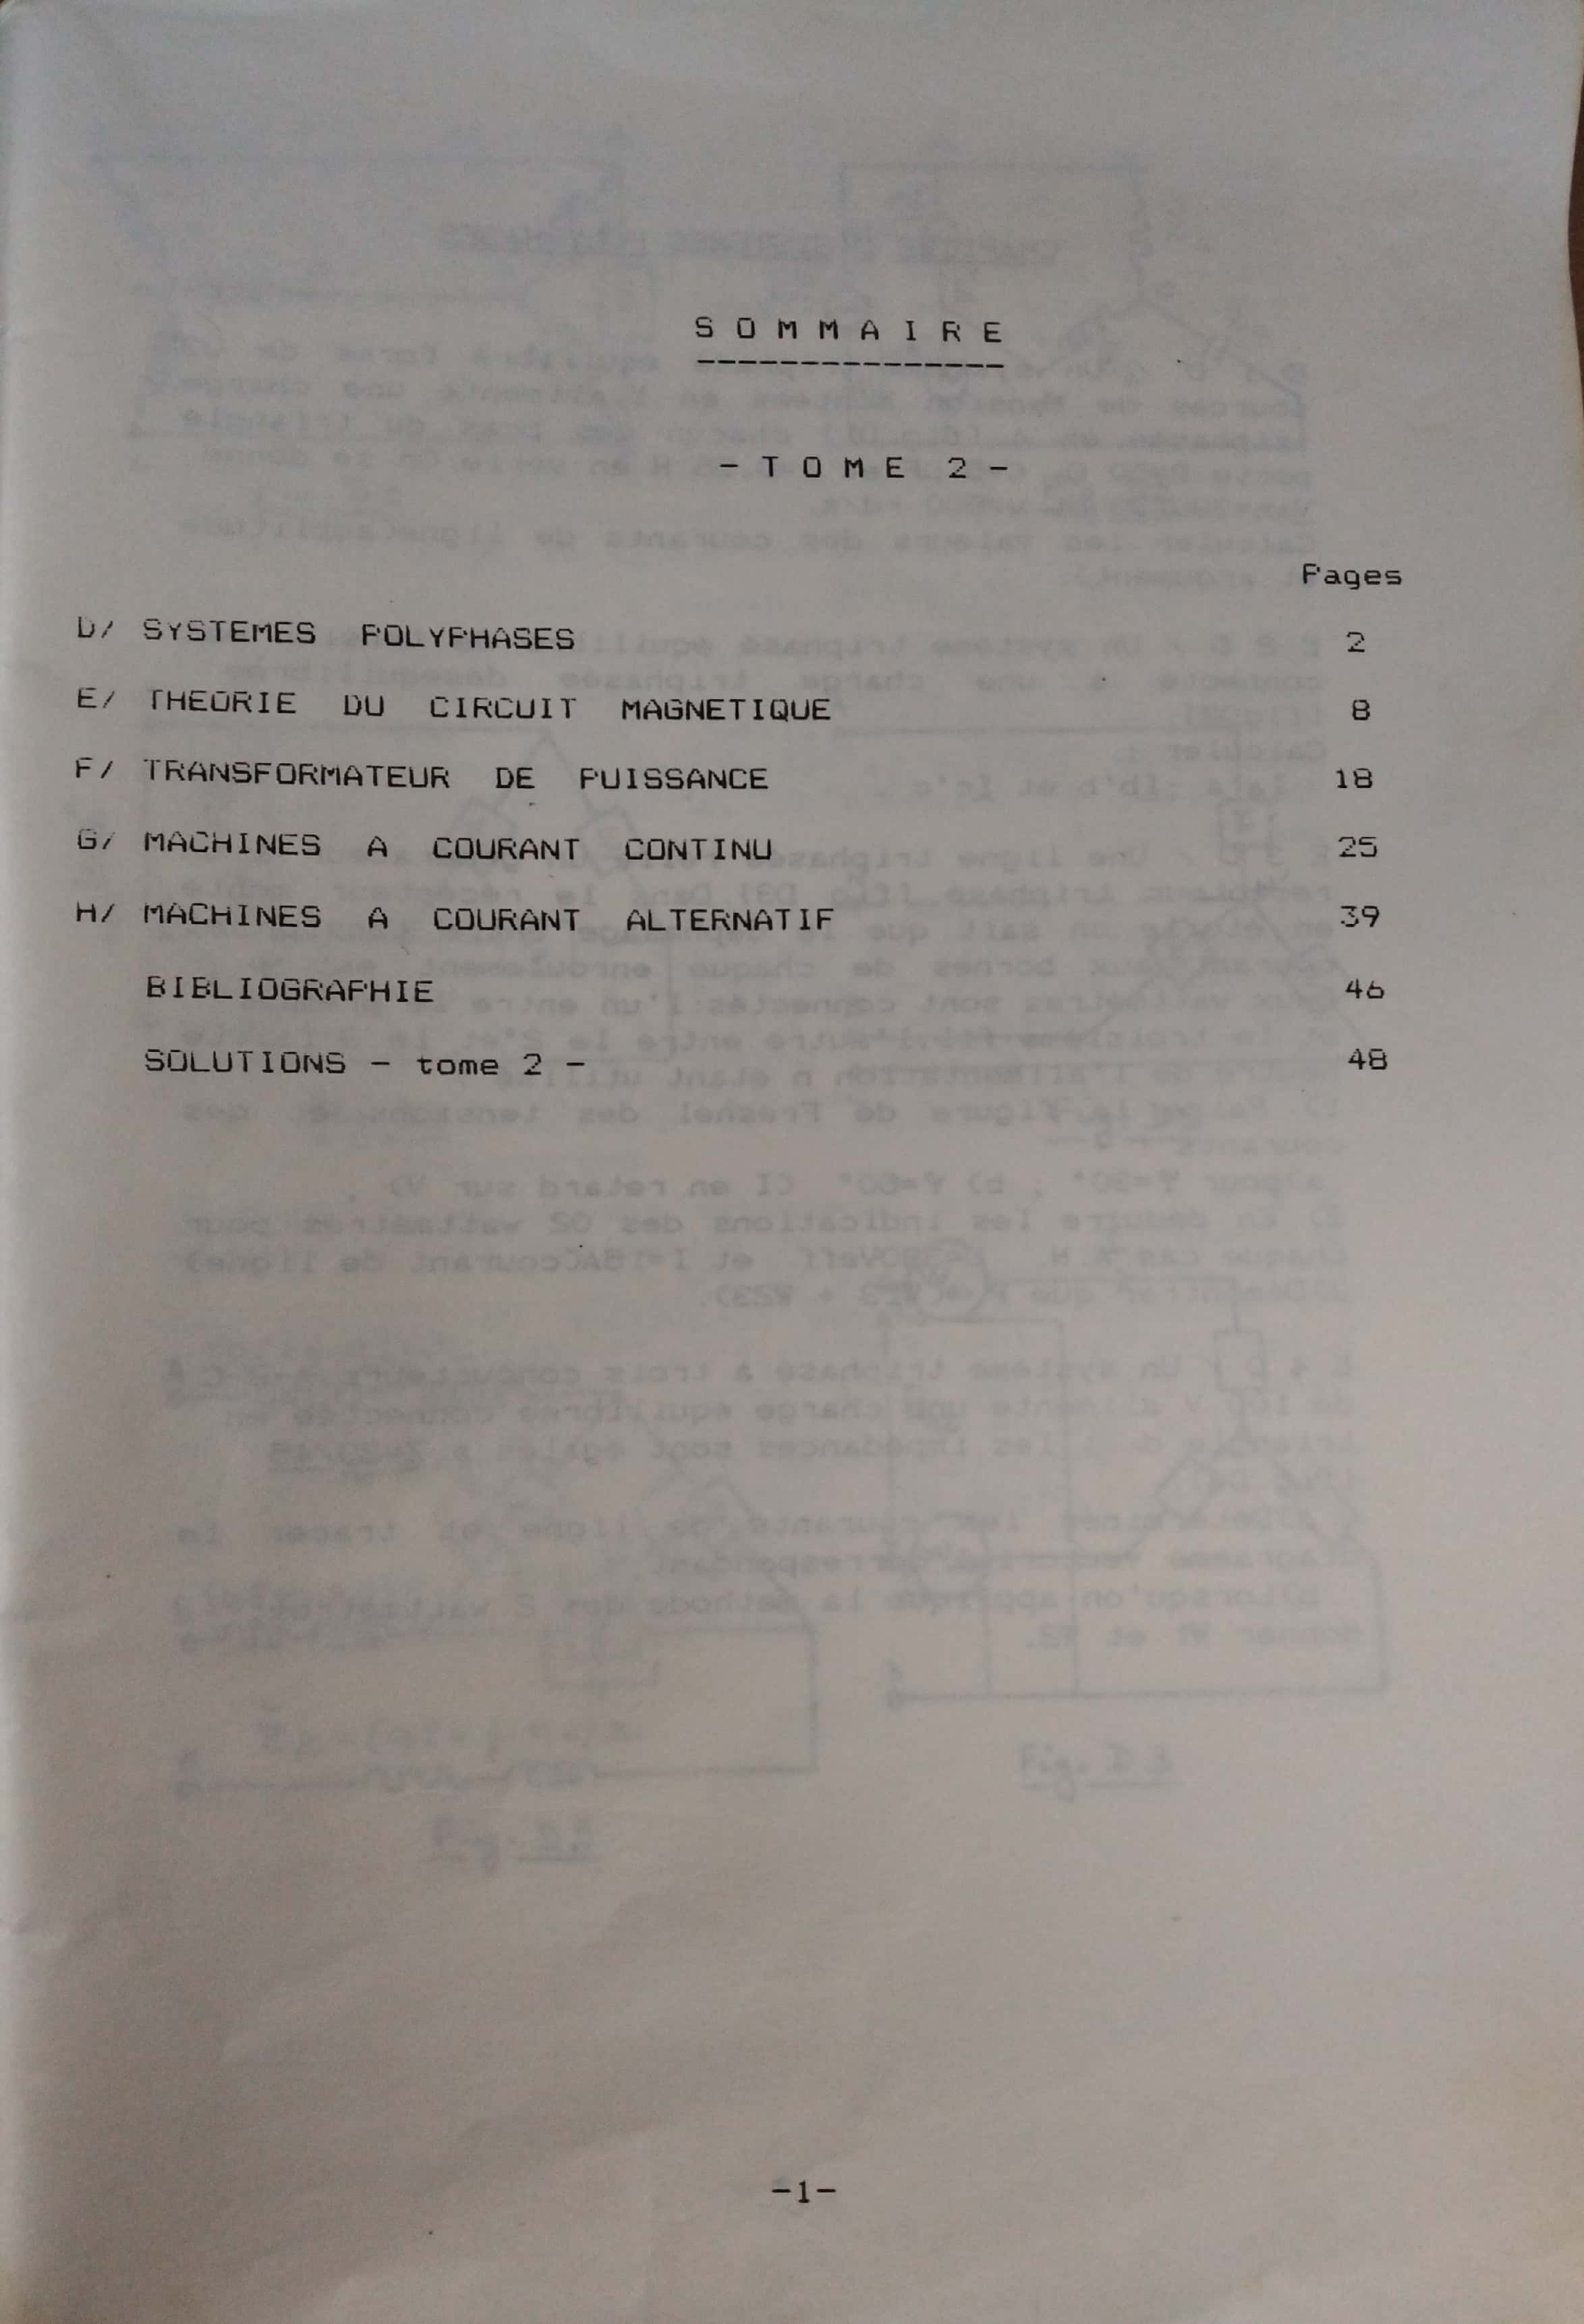 SOMMAIRE
---------------
- TOME 2 -
Pages
D/ SYSTEMES POLYPHASES 2
E/ THEORIE DU CIRCUIT MAGNETIQUE 8
F/ TRANSFORMATEUR DE PUISSANCE 18
G/ MACHINES A COURANT CONTINU 25
H/ MACHINES A COURANT ALTERNATIF 39
BIBLIOGRAPHIE 46
SOLUTIONS - tome 2 - 48
-1-